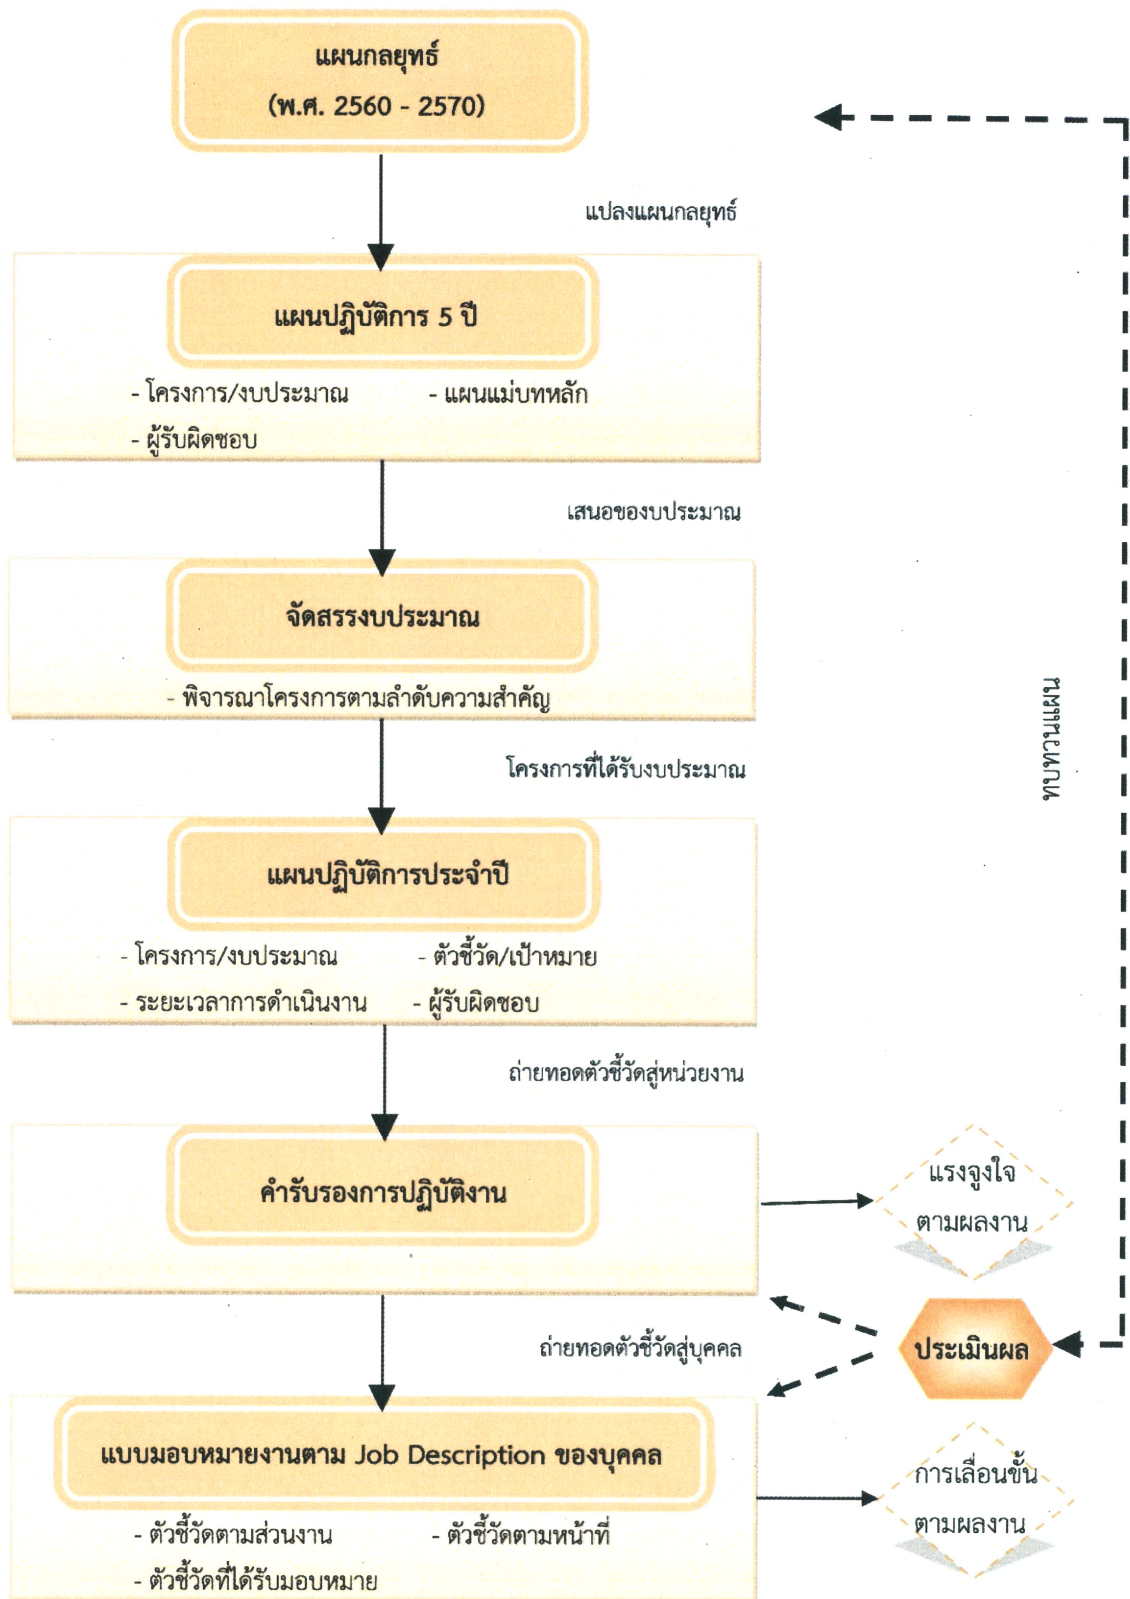 แผนกลยุทธ์
(พ.ศ. 2560 - 2570)
แปลงแผนกลยุทธ์
แผนปฏิบัติการ 5 ปี
- โครงการ/งบประมาณ - แผนแม่บทหลัก
- ผู้รับผิดชอบ
เสนอของบประมาณ
จัดสรรงบประมาณ
- พิจารณาโครงการตามลำดับความสำคัญ
ทบทวนแผน
โครงการที่ได้รับงบประมาณ
แผนปฏิบัติการประจำปี
- โครงการ/งบประมาณ - ตัวชี้วัด/เป้าหมาย
- ระยะเวลาการดำเนินงาน - ผู้รับผิดชอบ
ถ่ายทอดตัวชี้วัดสู่หน่วยงาน
คำรับรองการปฏิบัติงาน
แรงจูงใจ
ตามผลงาน
ถ่ายทอดตัวชี้วัดสู่บุคคล
ประเมินผล
แบบมอบหมายงานตาม Job Description ของบุคคล
- ตัวชี้วัดตามส่วนงาน - ตัวชี้วัดตามหน้าที่
- ตัวชี้วัดที่ได้รับมอบหมาย
การเลื่อนขั้น
ตามผลงาน